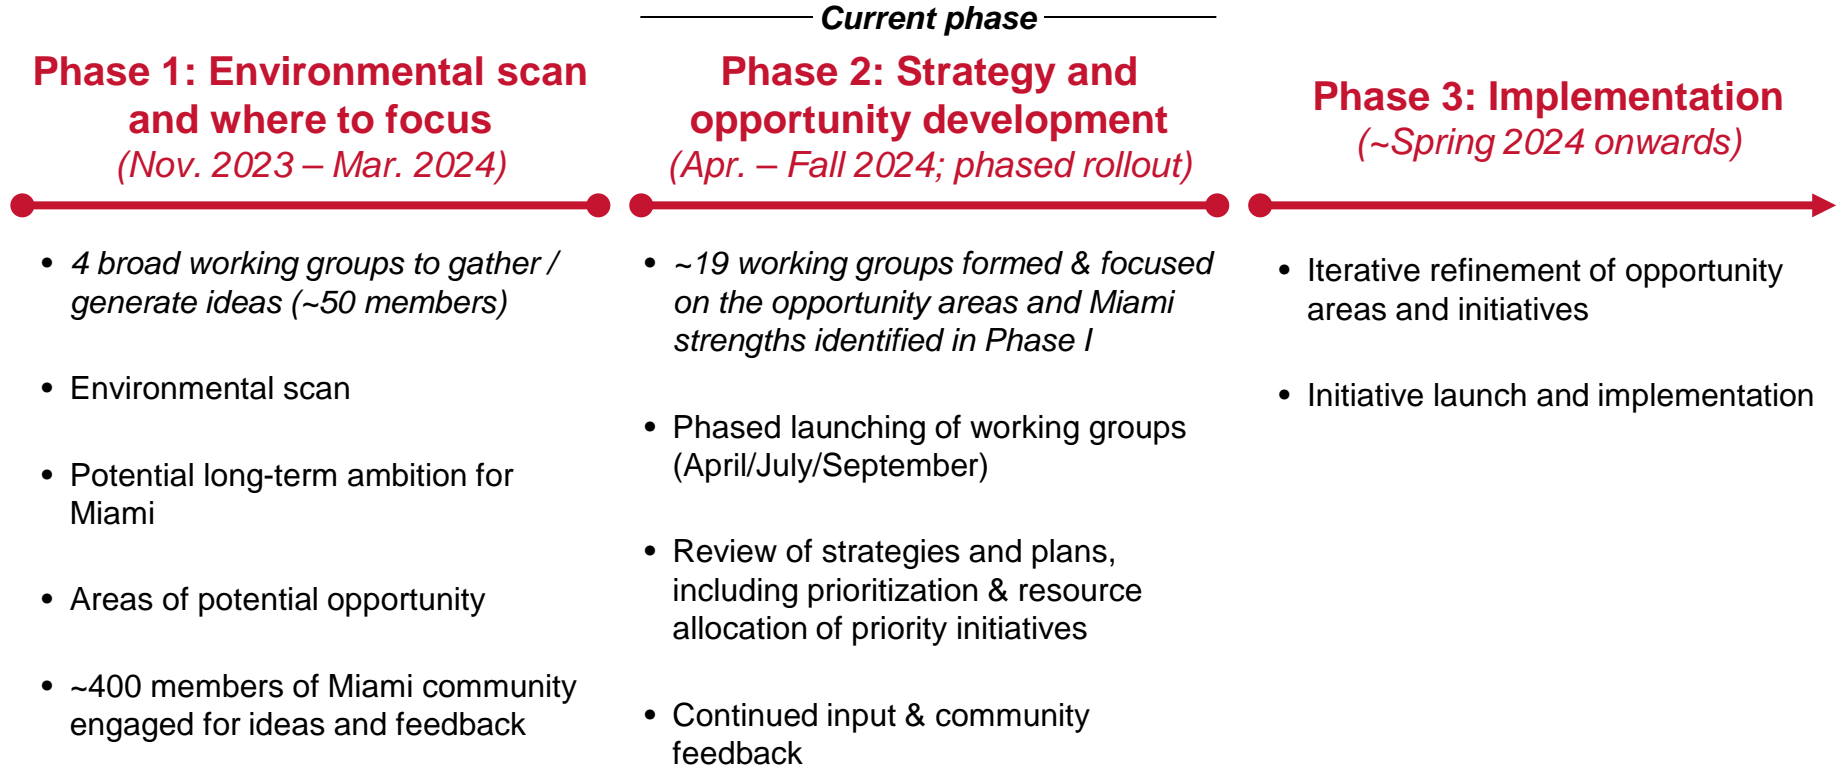 Current phase
Phase 1: Environmental scan
and where to focus
(Nov. 2023 – Mar. 2024)
• 4 broad working groups to gather /
generate ideas (~50 members)
• Environmental scan
• Potential long-term ambition for
Miami
• Areas of potential opportunity
• ~400 members of Miami community
engaged for ideas and feedback
Phase 2: Strategy and
opportunity development
(Apr. – Fall 2024; phased rollout)
• ~19 working groups formed & focused
on the opportunity areas and Miami
strengths identified in Phase I
• Phased launching of working groups
(April/July/September)
• Review of strategies and plans,
including prioritization & resource
allocation of priority initiatives
• Continued input & community
feedback
Phase 3: Implementation
(~Spring 2024 onwards)
• Iterative refinement of opportunity
areas and initiatives
• Initiative launch and implementation